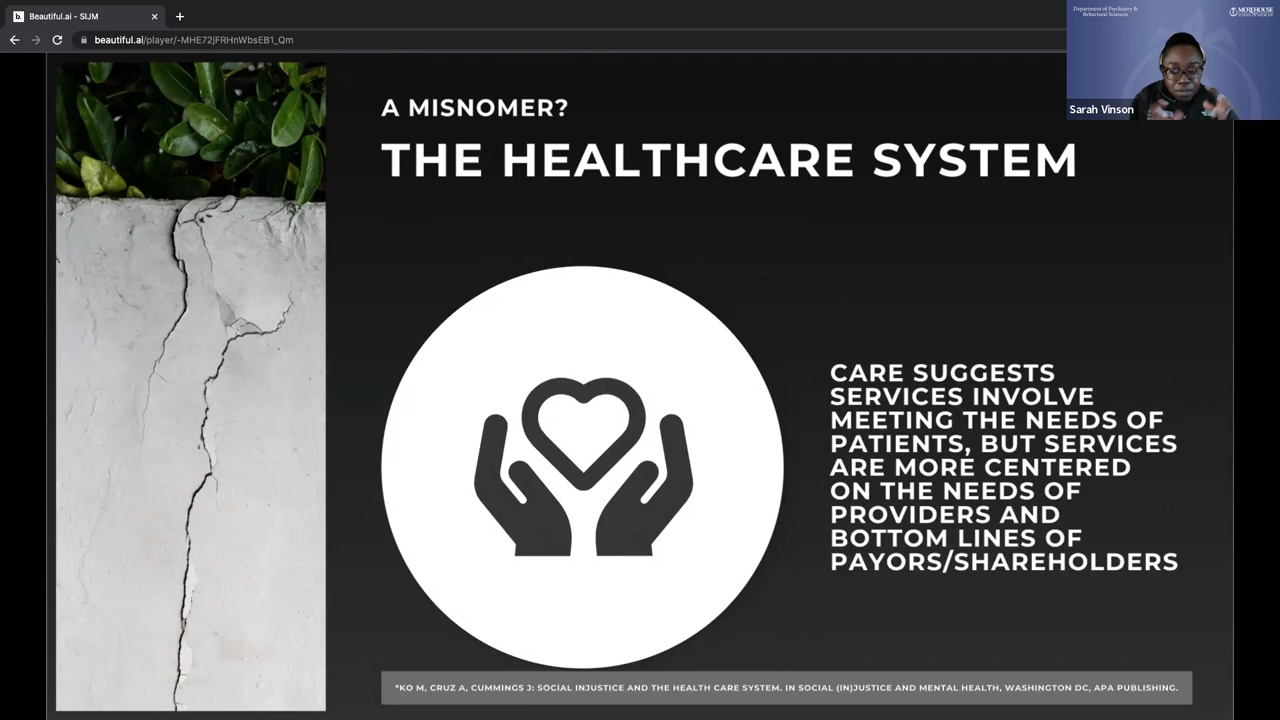 Beautiful.ai - SIJM
beautiful.ai/player/-MHE72jFRHnWbsEB1_Qm
Department of Psychiatry &
Behavioral Sciences
MOREHOUSE
SCHOOL OF MEDICINE
Sarah Vinson
A MISNOMER?
THE HEALTHCARE SYSTEM
CARE SUGGESTS
SERVICES INVOLVE
MEETING THE NEEDS OF
PATIENTS, BUT SERVICES
ARE MORE CENTERED
ON THE NEEDS OF
PROVIDERS AND
BOTTOM LINES OF
PAYORS/SHAREHOLDERS
*KO M, CRUZ A, CUMMINGS J: SOCIAL INJUSTICE AND THE HEALTH CARE SYSTEM. IN SOCIAL (IN)JUSTICE AND MENTAL HEALTH, WASHINGTON DC, APA PUBLISHING.